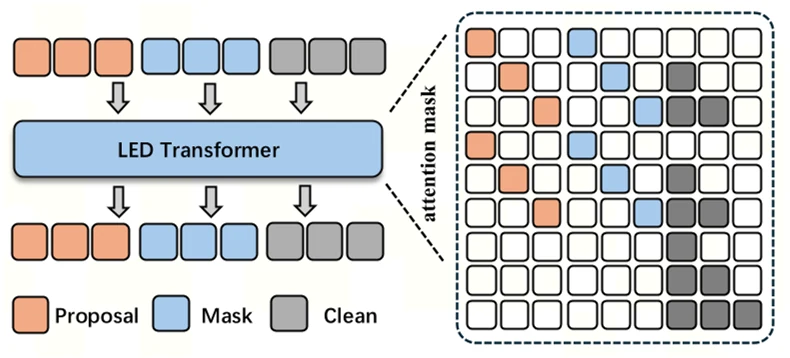 LED Transformer
attention mask
Proposal
Mask
Clean